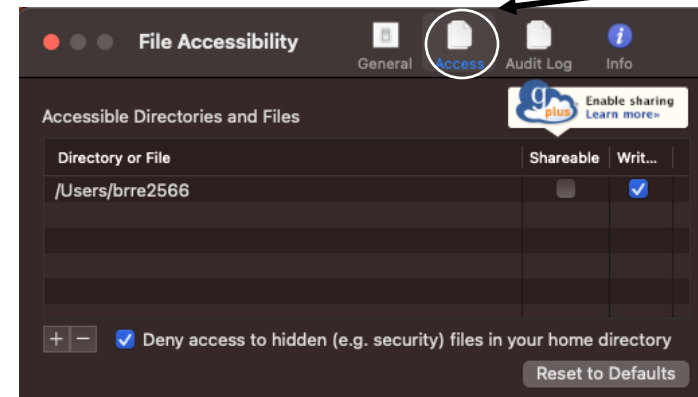 File Accessibility
General
Access
Audit Log
Info
Accessible Directories and Files
g
plus
Enable sharing
Learn more»
Directory or File Shareable Writ...
/Users/brre2566
Deny access to hidden (e.g. security) files in your home directory
Reset to Defaults